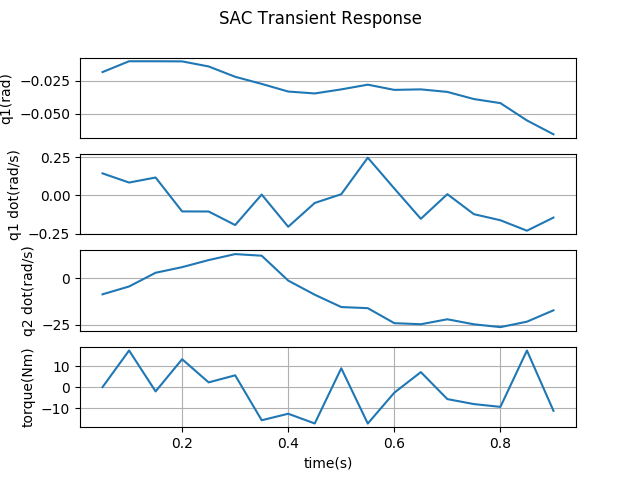 SAC Transient Response
q1(rad)
−0.025
−0.050
q1 dot(rad/s)
0.25
0.00
−0.25
q2 dot(rad/s)
0
−25
torque(Nm)
10
0
−10
0.2 0.4 0.6 0.8
time(s)